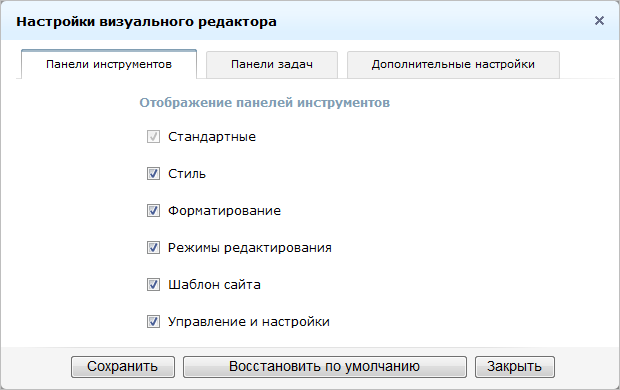 Настройки визуального редактора
Панели инструментов
Панели задач
Дополнительные настройки
Отображение панелей инструментов
Стандартные
Стиль
Форматирование
Режимы редактирования
Шаблон сайта
Управление и настройки
Сохранить
Восстановить по умолчанию
Закрыть